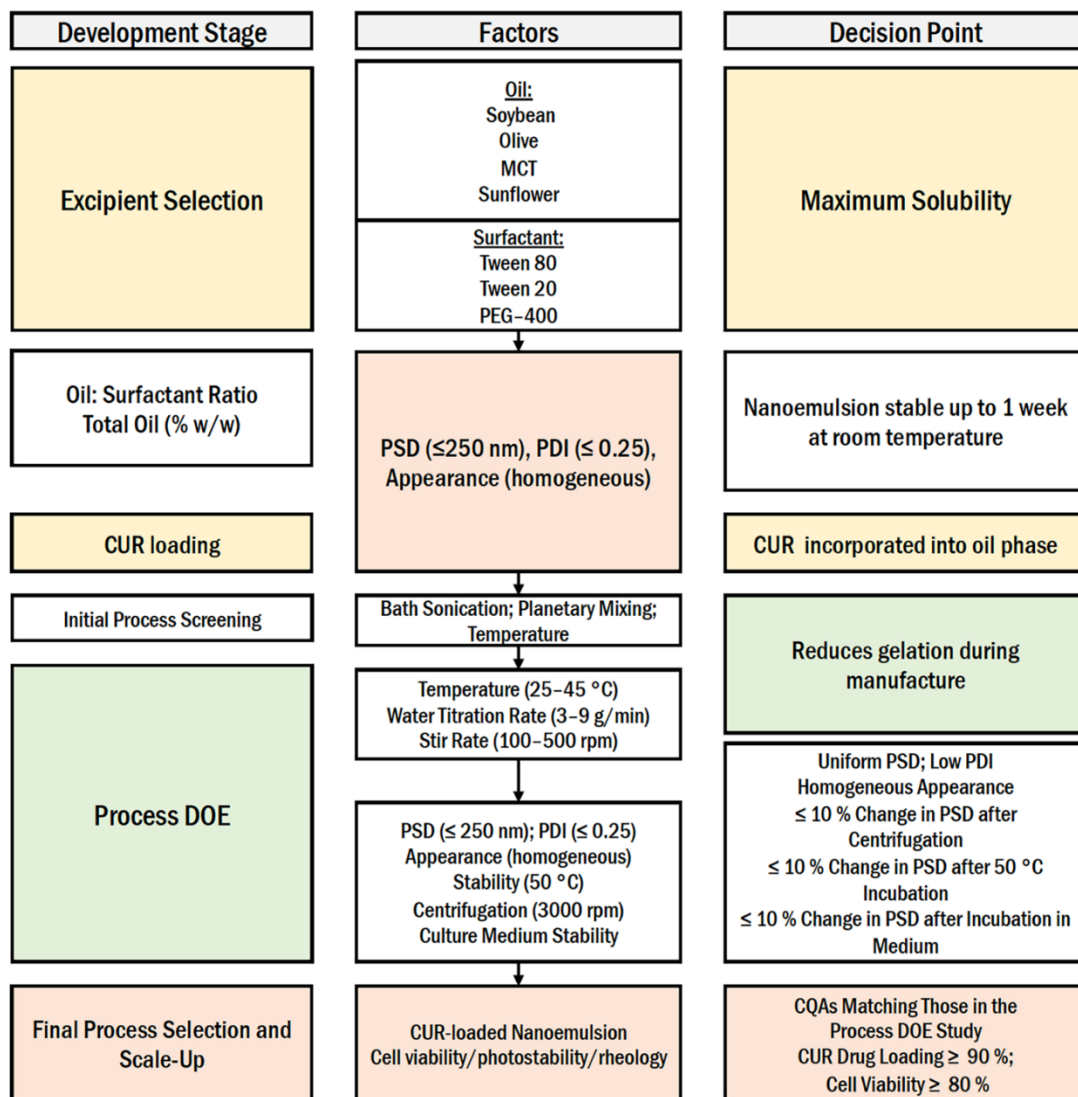 Development Stage
Factors
Decision Point
Excipient Selection
Oil:
Soybean
Olive
MCT
Sunflower
Surfactant:
Tween 80
Tween 20
PEG-400
Maximum Solubility
Oil: Surfactant Ratio
Total Oil (% w/w)
PSD (≤250 nm), PDI (≤ 0.25),
Appearance (homogeneous)
Nanoemulsion stable up to 1 week
at room temperature
CUR loading
CUR incorporated into oil phase
Initial Process Screening
Bath Sonication; Planetary Mixing;
Temperature
Reduces gelation during
manufacture
Process DOE
Temperature (25–45 °C)
Water Titration Rate (3–9 g/min)
Stir Rate (100–500 rpm)
PSD (≤ 250 nm); PDI (≤ 0.25)
Appearance (homogeneous)
Stability (50 °C)
Centrifugation (3000 rpm)
Culture Medium Stability
Uniform PSD; Low PDI
Homogeneous Appearance
≤ 10 % Change in PSD after
Centrifugation
≤ 10 % Change in PSD after 50 °C
Incubation
≤ 10 % Change in PSD after Incubation in
Medium
Final Process Selection and
Scale-Up
CUR-loaded Nanoemulsion
Cell viability/photostability/rheology
CQAs Matching Those in the
Process DOE Study
CUR Drug Loading ≥ 90 %;
Cell Viability ≥ 80 %